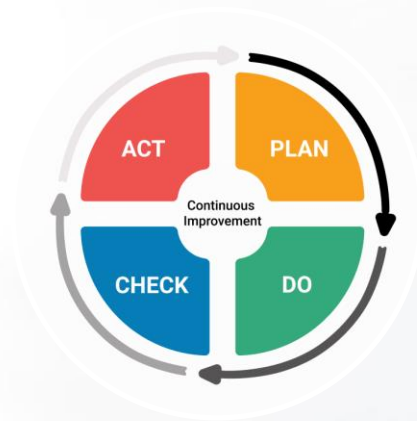 ACT
PLAN
Continuous
Improvement
CHECK
DO